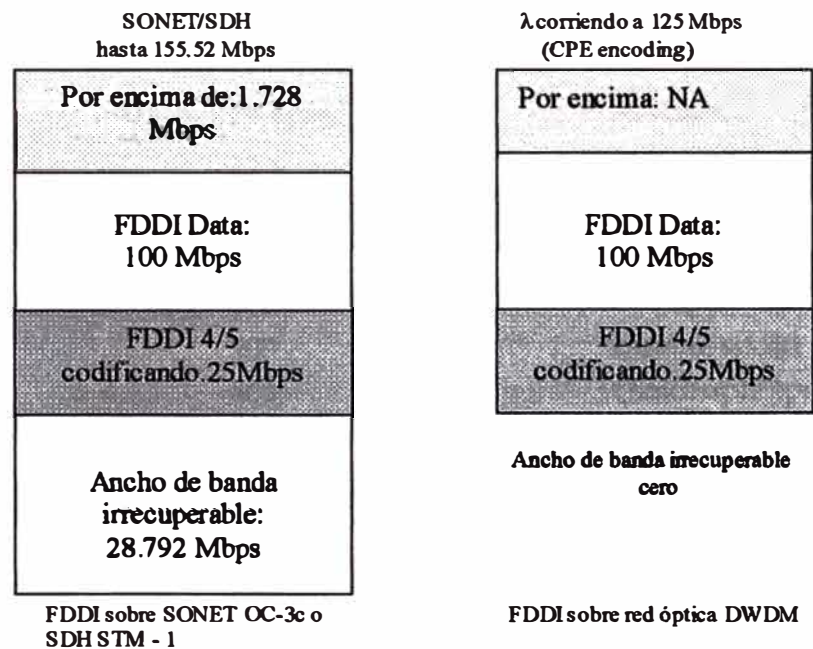 SONET/SDH
hasta 155.52 Mbps
Por encima de:1.728
Mbps
FDDI Data:
100 Mbps
FDDI 4/5
codificando.25Mbps
Ancho de banda
irrecuperable:
28.792 Mbps
FDDI sobre SONET OC-3c o
SDH STM - 1
λ corriendo a 125 Mbps
(CPE encoding)
Por encima: NA
FDDI Data:
100 Mbps
FDDI 4/5
codificando.25Mbps
Ancho de banda irrecuperable
cero
FDDI sobre red óptica DWDM